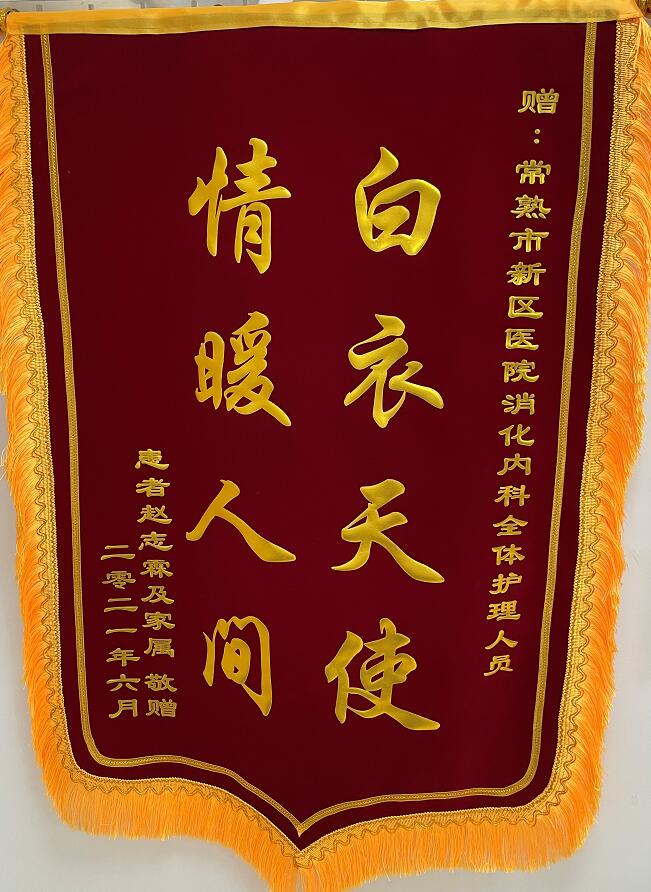 赠：常熟市新区医院消化内科全体护理人员
白衣天使
情暖人间
患者赵志霖及家属 敬赠
二零二一年六月